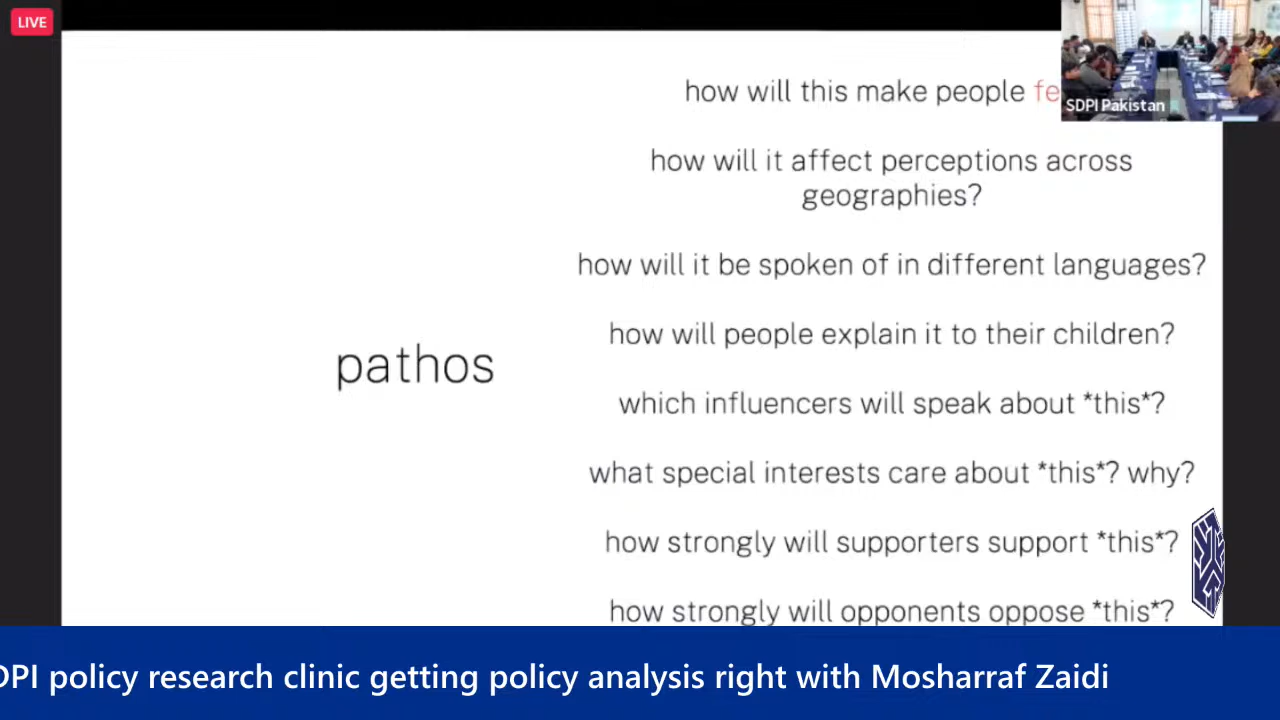 LIVE
how will this make people
SDPI Pakistan
how will it affect perceptions across
geographies?
how will it be spoken of in different languages?
how will people explain it to their children?
pathos
which influencers will speak about *this*?
what special interests care about *this*? why?
how strongly will supporters support *this*?
how strongly will opponents oppose *this*?
DPI policy research clinic getting policy analysis right with Mosharraf Zaidi